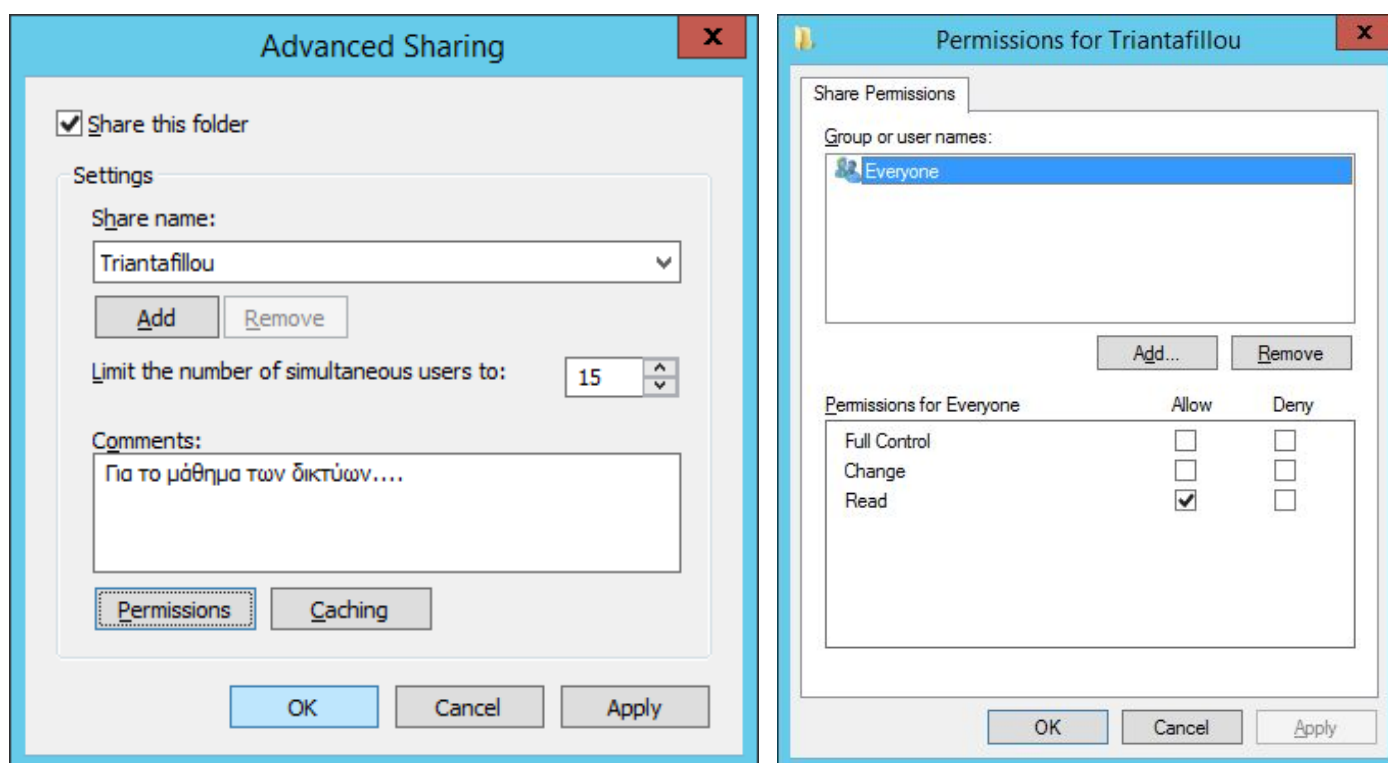 Advanced Sharing
x
Share this folder
Settings
Share name:
Triantafillou
Add Remove
Limit the number of simultaneous users to: 15
Comments:
Για το μάθημα των δικτύων....
Permissions Caching
OK Cancel Apply
Permissions for Triantafillou
x
Share Permissions
Group or user names:
Everyone
Add... Remove
Permissions for Everyone Allow Deny
Full Control
Change
Read
OK Cancel Apply